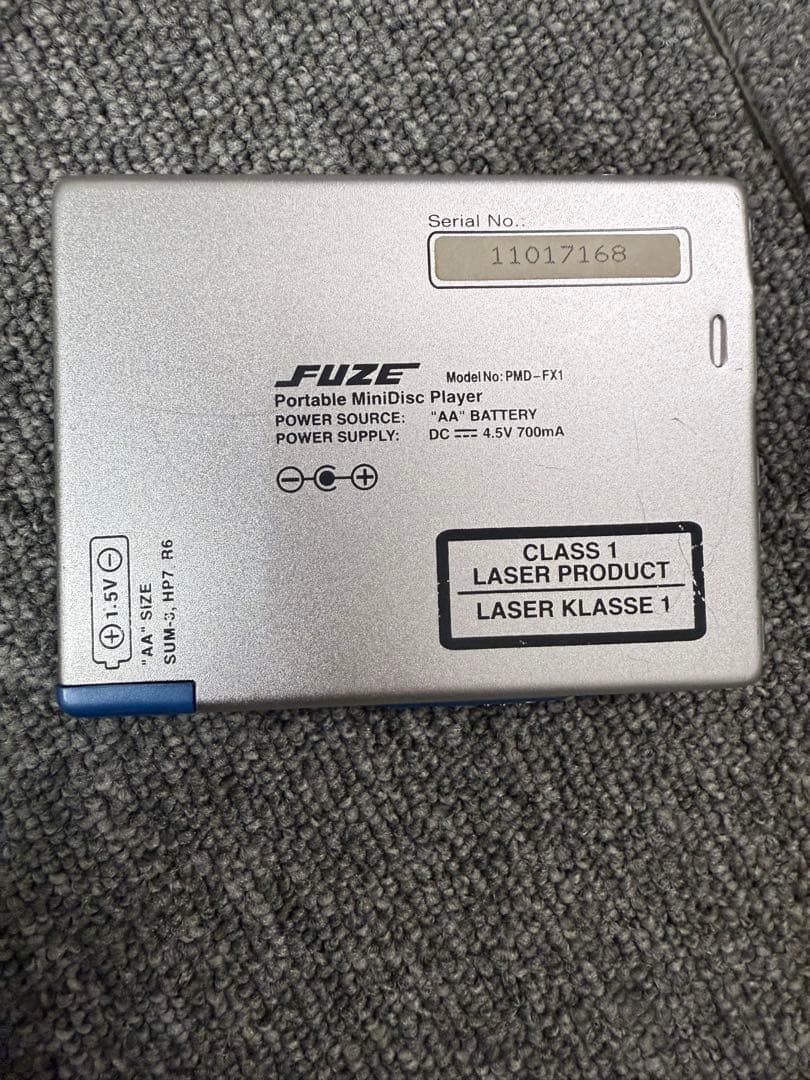 Serial No.:
11017168
FUZE Model No: PMD-FX1
Portable MiniDisc Player
POWER SOURCE: "AA" BATTERY
POWER SUPPLY: DC ⎓ 4.5V 700mA
CLASS 1
LASER PRODUCT
LASER KLASSE 1
⊕ 1.5V ⊖
"AA" SIZE
SUM-3, HP7 R6